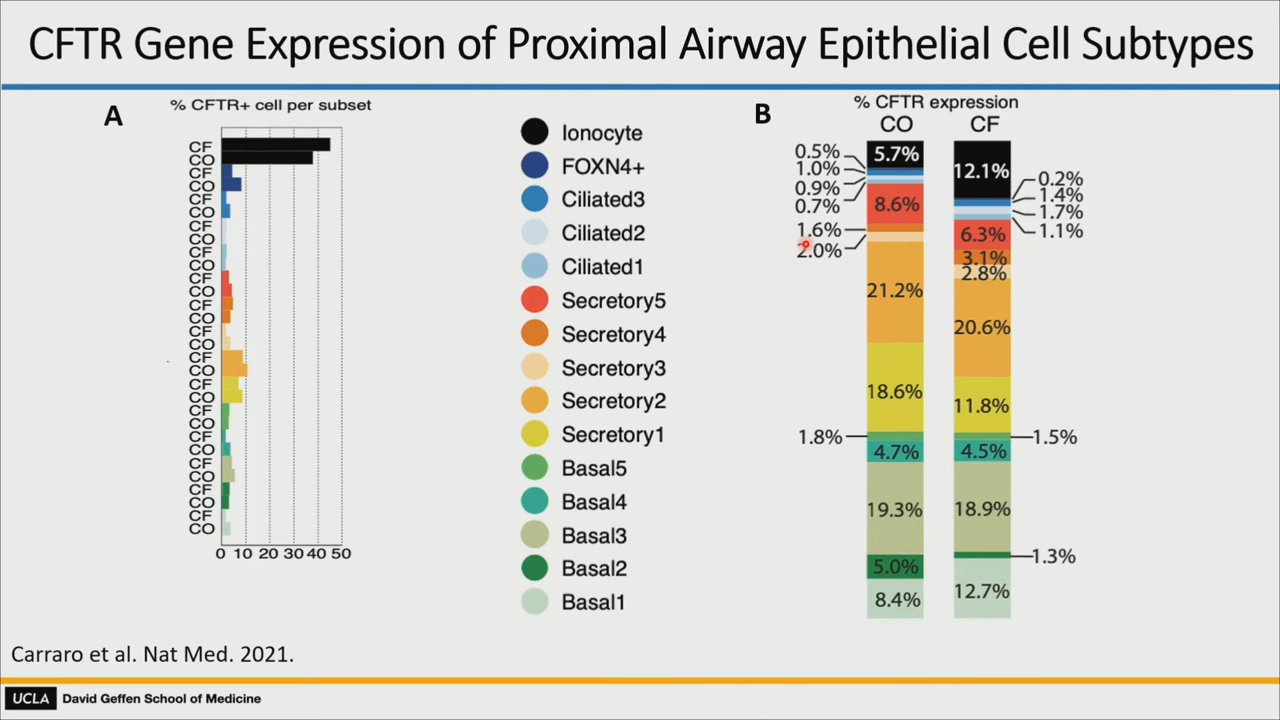 CFTR Gene Expression of Proximal Airway Epithelial Cell Subtypes
A
% CFTR+ cell per subset
CF
CO
CF
CO
CF
CO
CF
CO
CF
CO
CF
CO
CF
CO
CF
CO
CF
CO
CF
CO
CF
CO
CF
CO
CF
CO
CF
CO
CF
CO
0 10 20 30 40 50
Ionocyte
FOXN4+
Ciliated3
Ciliated2
Ciliated1
Secretory5
Secretory4
Secretory3
Secretory2
Secretory1
Basal5
Basal4
Basal3
Basal2
Basal1
B
% CFTR expression
CO CF
0.5%
1.0%
0.9%
0.7%
1.6%
2.0%
1.8%
5.7%
8.6%
21.2%
18.6%
4.7%
19.3%
5.0%
8.4%
12.1%
6.3%
3.1%
2.8%
20.6%
11.8%
4.5%
18.9%
12.7%
0.2%
1.4%
1.7%
1.1%
1.5%
1.3%
Carraro et al. Nat Med. 2021.
UCLA David Geffen School of Medicine